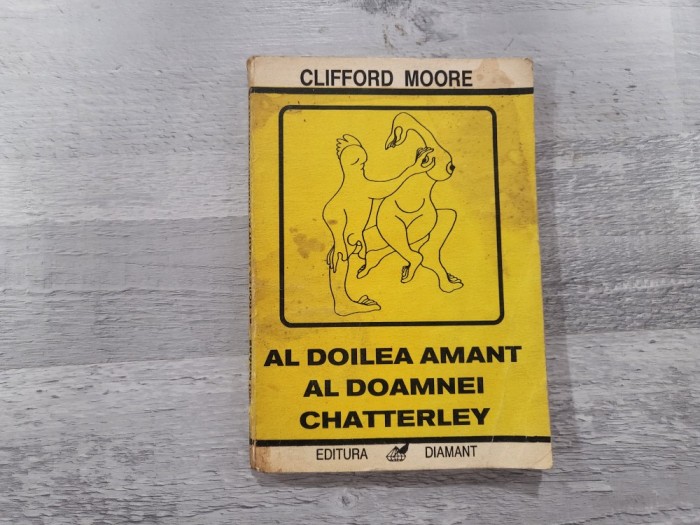 CLIFFORD MOORE
AL DOILEA AMANT
AL DOAMNEI
CHATTERLEY
EDITURA DIAMANT